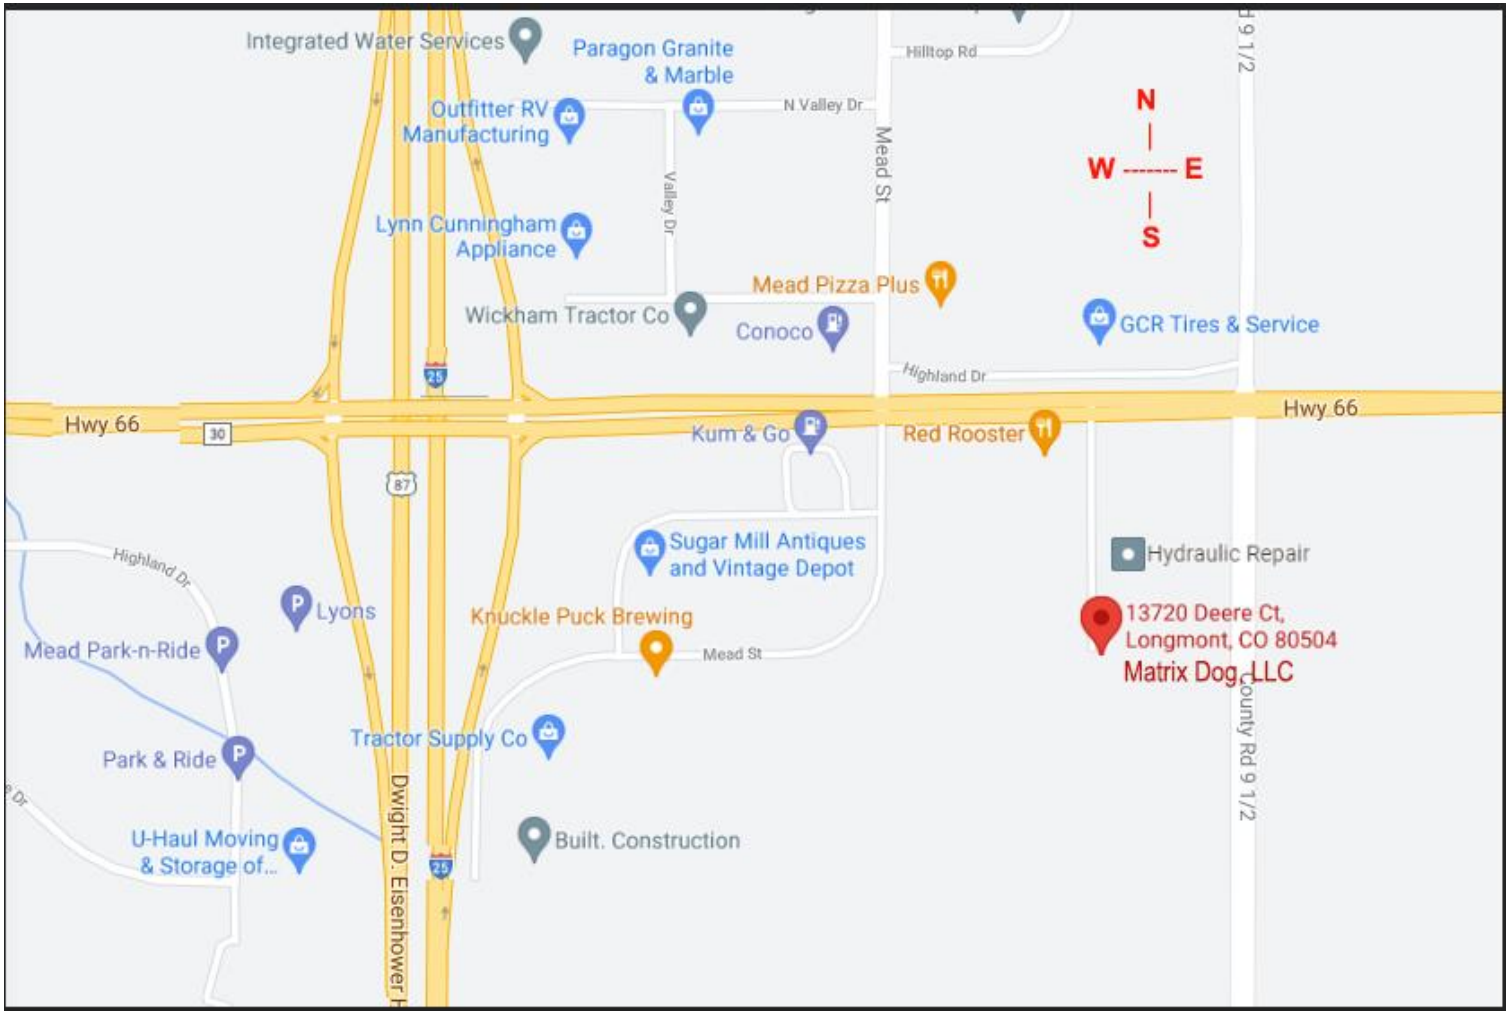 Integrated Water Services
Paragon Granite
& Marble
Hilltop Rd
d 9 1/2
Outfitter RV
Manufacturing
N Valley Dr
N
W ------- E
S
Mead St
Valley Dr
Lynn Cunningham
Appliance
Mead Pizza Plus
Wickham Tractor Co
Conoco
GCR Tires & Service
25
Highland Dr
Hwy 66
Hwy 66
30
Kum & Go
Red Rooster
87
Sugar Mill Antiques
and Vintage Depot
Hydraulic Repair
Highland Dr
P
Lyons
Knuckle Puck Brewing
13720 Deere Ct,
Longmont, CO 80504
Matrix Dog, LLC
Mead Park-n-Ride
P
Mead St
Tractor Supply Co
Park & Ride
P
County Rd 9 1/2
e Dr
Dwight D. Eisenhower H
U-Haul Moving
& Storage of...
Built. Construction
25